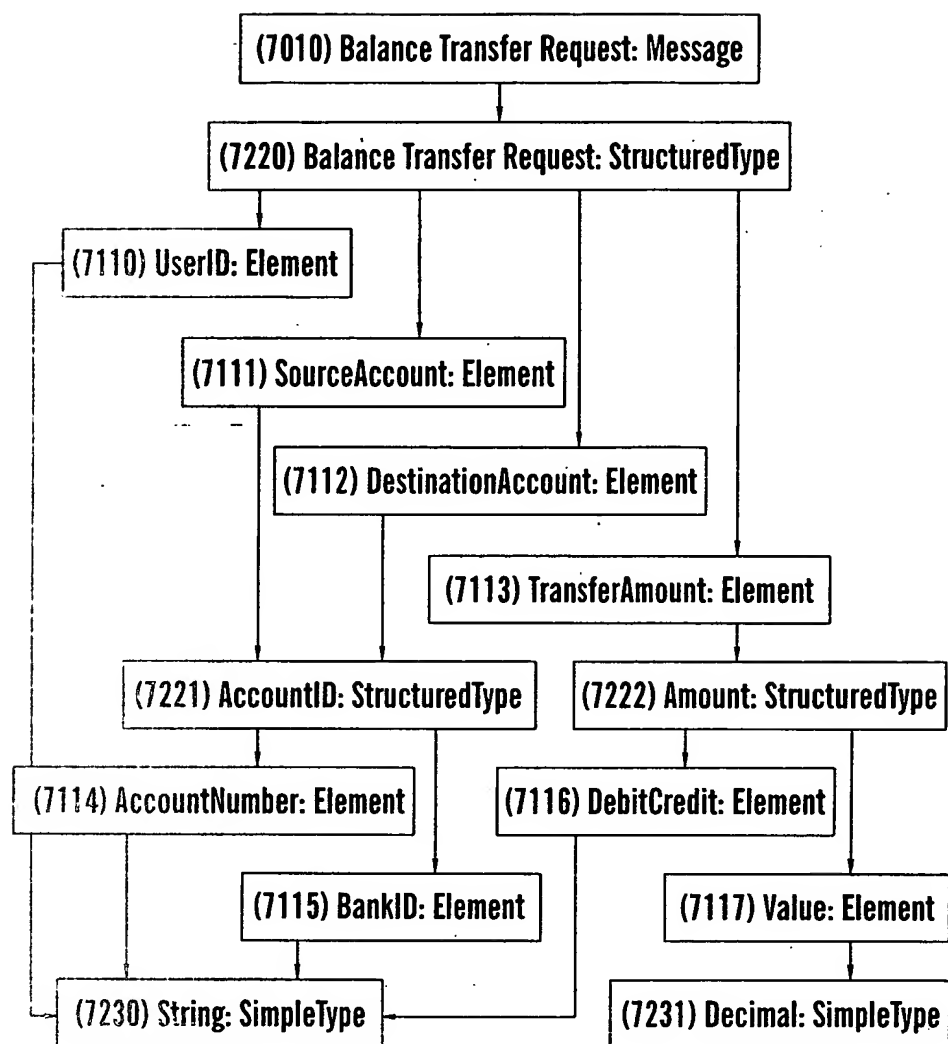 (7010) Balance Transfer Request: Message
(7220) Balance Transfer Request: StructuredType
(7110) UserID: Element
(7111) SourceAccount: Element
(7112) DestinationAccount: Element
(7113) TransferAmount: Element
(7221) AccountID: StructuredType
(7222) Amount: StructuredType
(7114) AccountNumber: Element
(7116) DebitCredit: Element
(7115) BankID: Element
(7117) Value: Element
(7230) String: SimpleType
(7231) Decimal: SimpleType